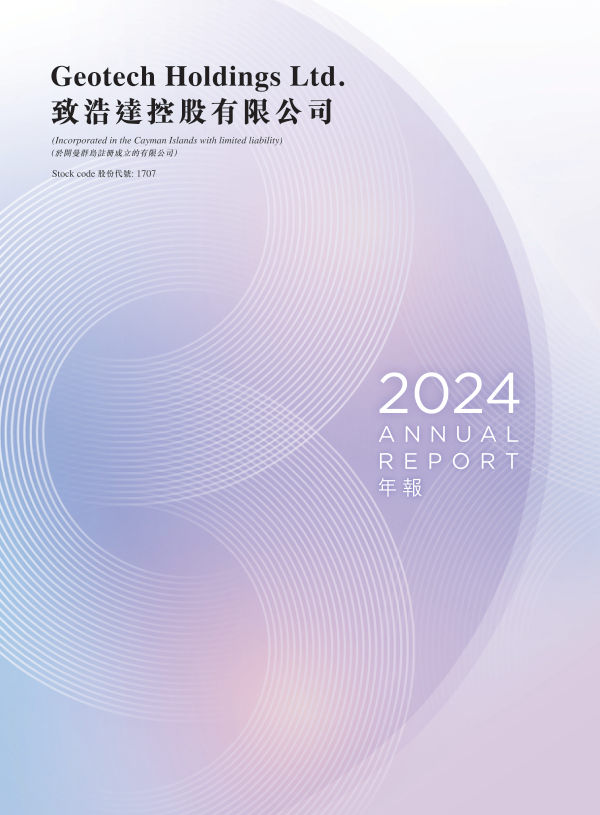 Geotech Holdings Ltd.
致浩達控股有限公司
(Incorporated in the Cayman Islands with limited liability)
(於開曼群島註冊成立的有限公司)
Stock code 股份代號: 1707
2024
ANNUAL
REPORT
年報